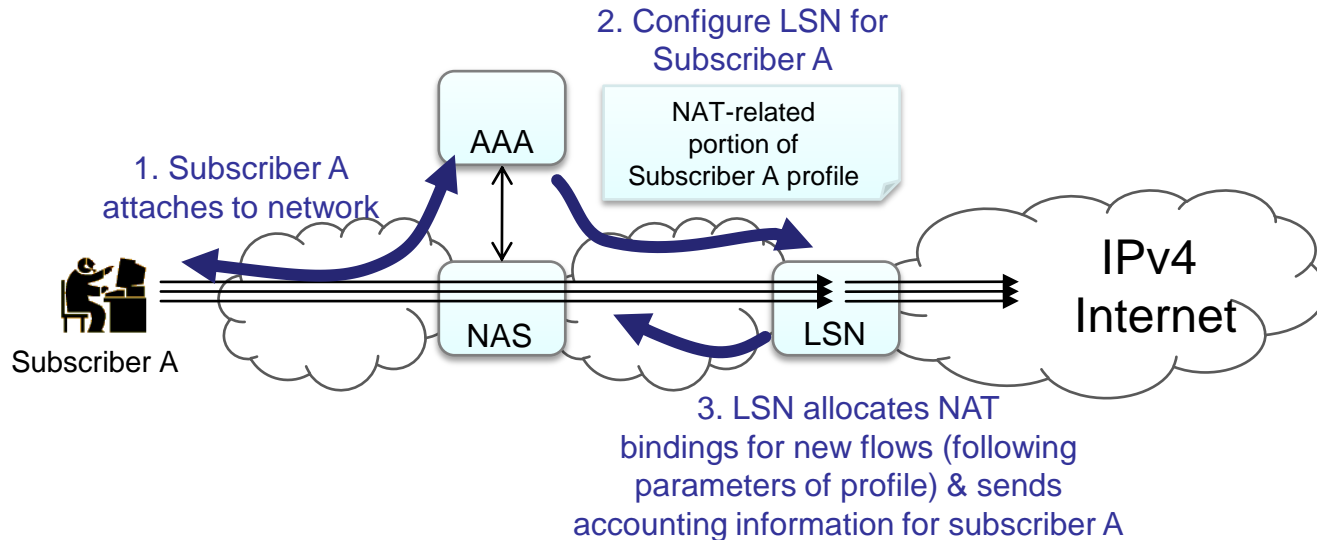 2. Configure LSN for
Subscriber A
NAT-related
portion of
Subscriber A profile
AAA
1. Subscriber A
attaches to network
IPv4
Internet
NAS
LSN
Subscriber A
3. LSN allocates NAT
bindings for new flows (following
parameters of profile) & sends
accounting information for subscriber A